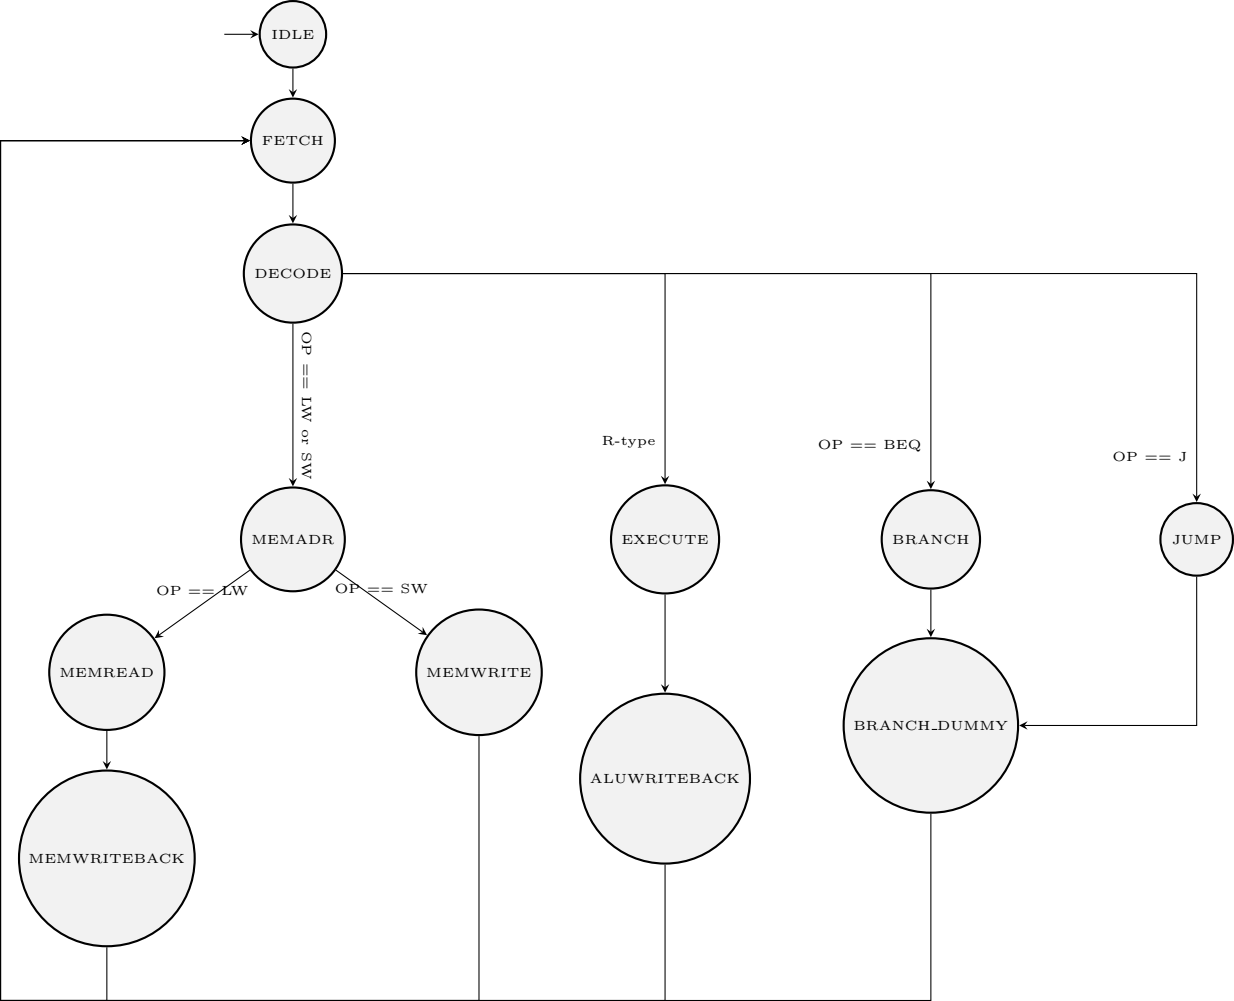 IDLE
FETCH
DECODE
OP == LW or SW
R-type
OP == BEQ
OP == J
MEMADR
EXECUTE
BRANCH
JUMP
OP == LW
OP == SW
MEMREAD
MEMWRITE
BRANCH_DUMMY
ALUWRITEBACK
MEMWRITEBACK